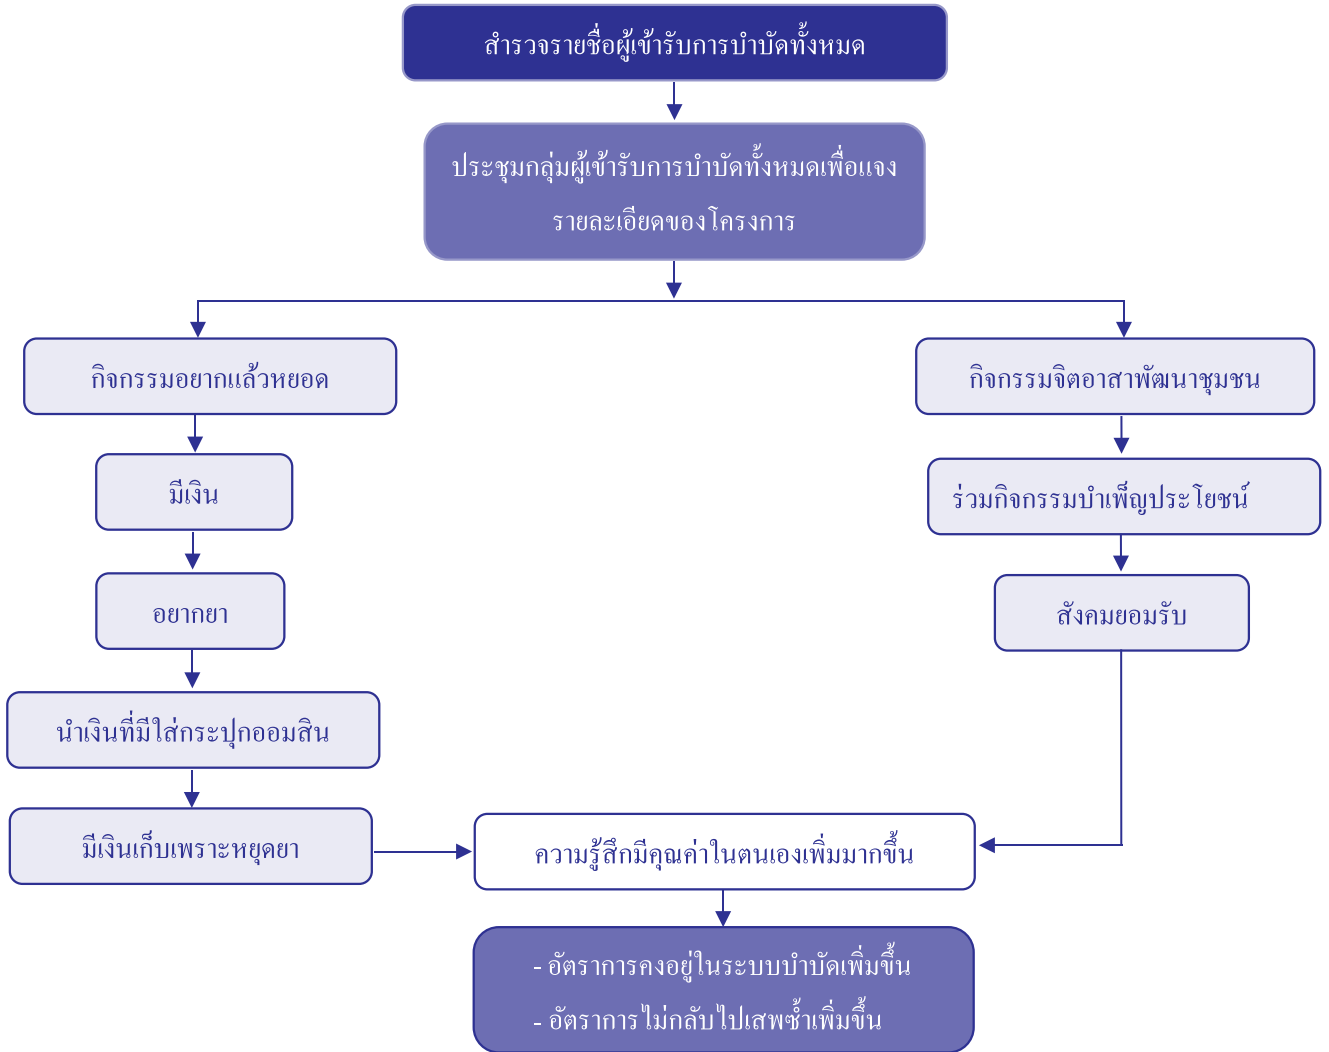 สำรวจรายชื่อผู้เข้ารับการบำบัดทั้งหมด
ประชุมกลุ่มผู้เข้ารับการบำบัดทั้งหมดเพื่อแจง
รายละเอียดของโครงการ
กิจกรรมอยากแล้วหยอด
มีเงิน
อยากยา
นำเงินที่มีใส่กระปุกออมสิน
มีเงินเก็บเพราะหยุดยา
กิจกรรมจิตอาสาพัฒนาชุมชน
ร่วมกิจกรรมบำเพ็ญประโยชน์
สังคมยอมรับ
ความรู้สึกมีคุณค่าในตนเองเพิ่มมากขึ้น
- อัตราการคงอยู่ในระบบบำบัดเพิ่มขึ้น
- อัตราการไม่กลับไปเสพซ้ำเพิ่มขึ้น